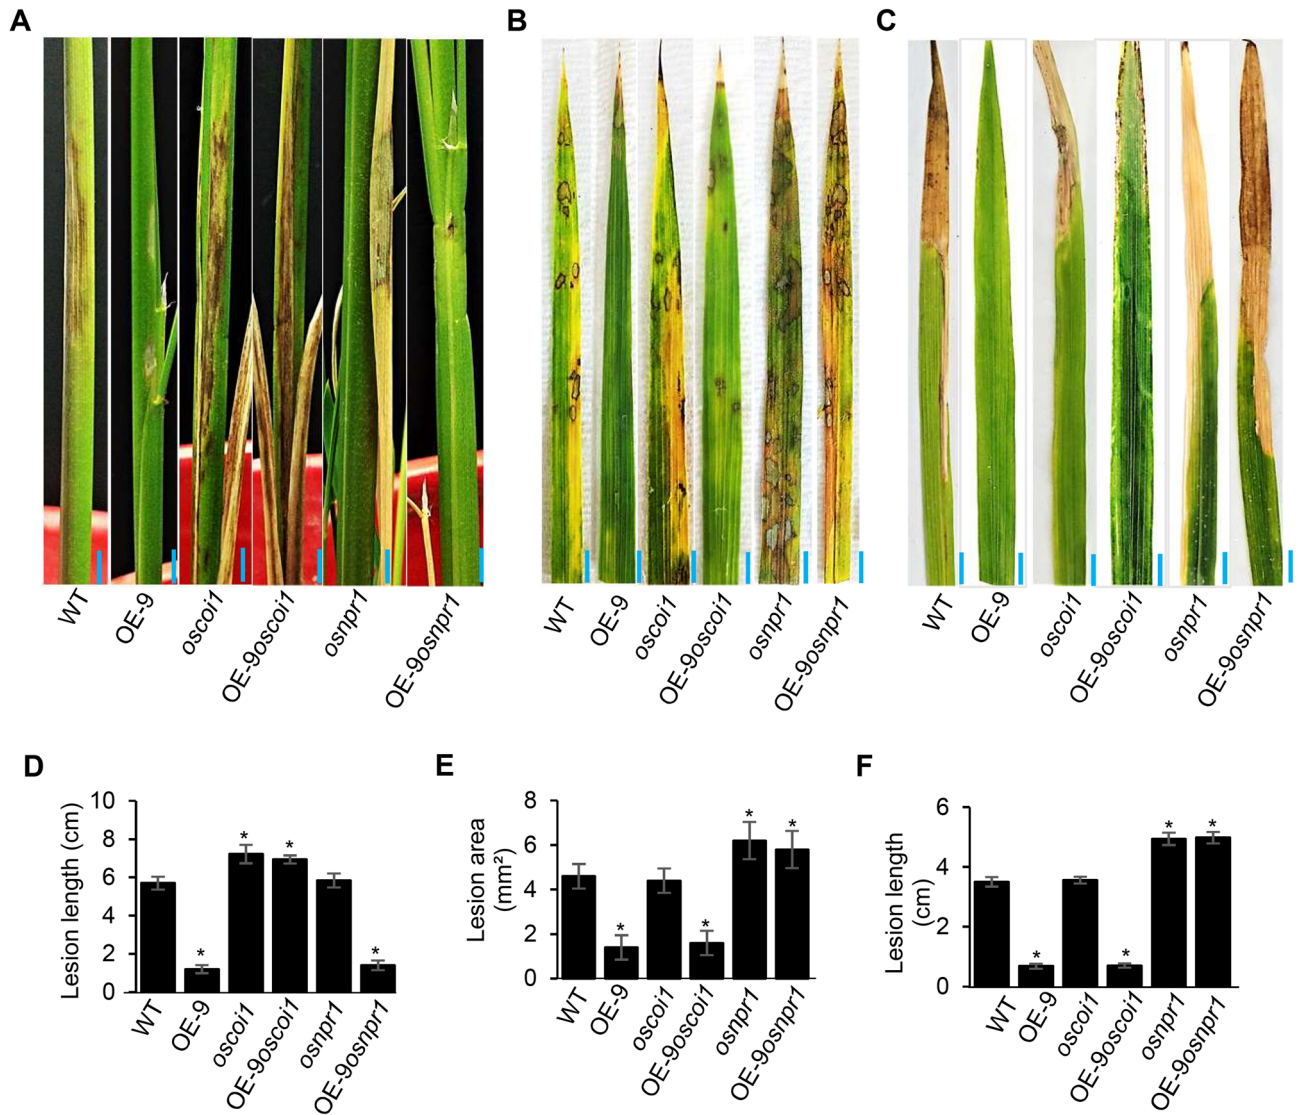 A
B
C
WT
OE-9
oscoi1
OE-9oscoi1
osnpr1
OE-9osnpr1
WT
OE-9
oscoi1
OE-9oscoi1
osnpr1
OE-9osnpr1
WT
OE-9
oscoi1
OE-9oscoi1
osnpr1
OE-9osnpr1
D
Lesion length (cm)
10
8
6
4
2
0
*
*
*
*
WT
OE-9
oscoi1
OE-9oscoi1
osnpr1
OE-9osnpr1
E
Lesion area
(mm²)
8
6
4
2
0
*
*
*
*
WT
OE-9
oscoi1
OE-9oscoi1
osnpr1
OE-9osnpr1
F
Lesion length
(cm)
6
4
2
0
*
*
*
*
WT
OE-9
oscoi1
OE-9oscoi1
osnpr1
OE-9osnpr1